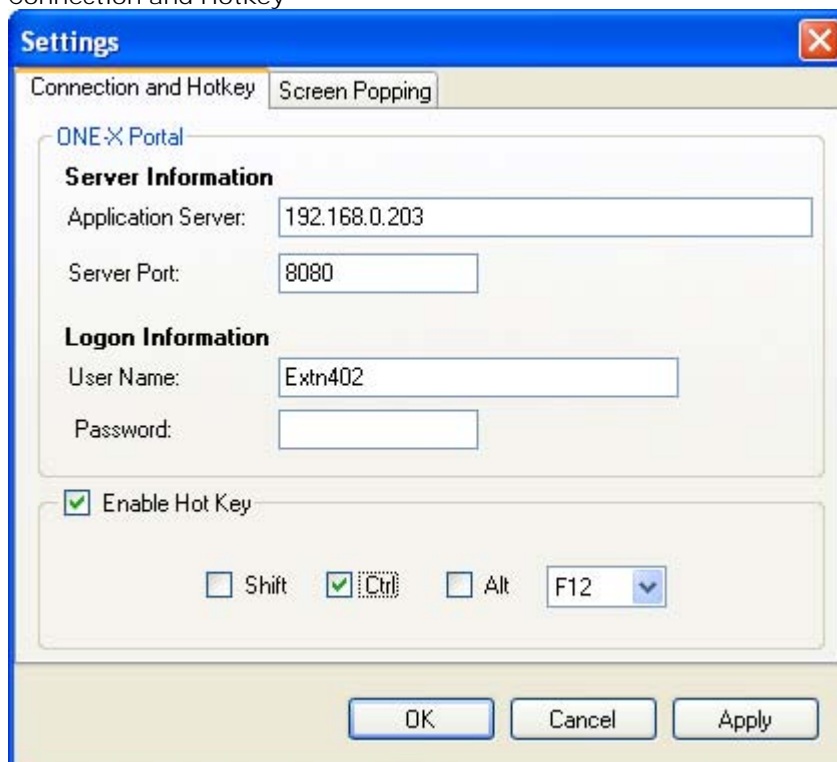 Connection and Hotkey
Settings
Connection and Hotkey Screen Popping
ONE-X Portal
Server Information
Application Server: 192.168.0.203
Server Port: 8080
Logon Information
User Name: Extn402
Password:
Enable Hot Key
Shift Ctrl Alt F12
OK Cancel Apply